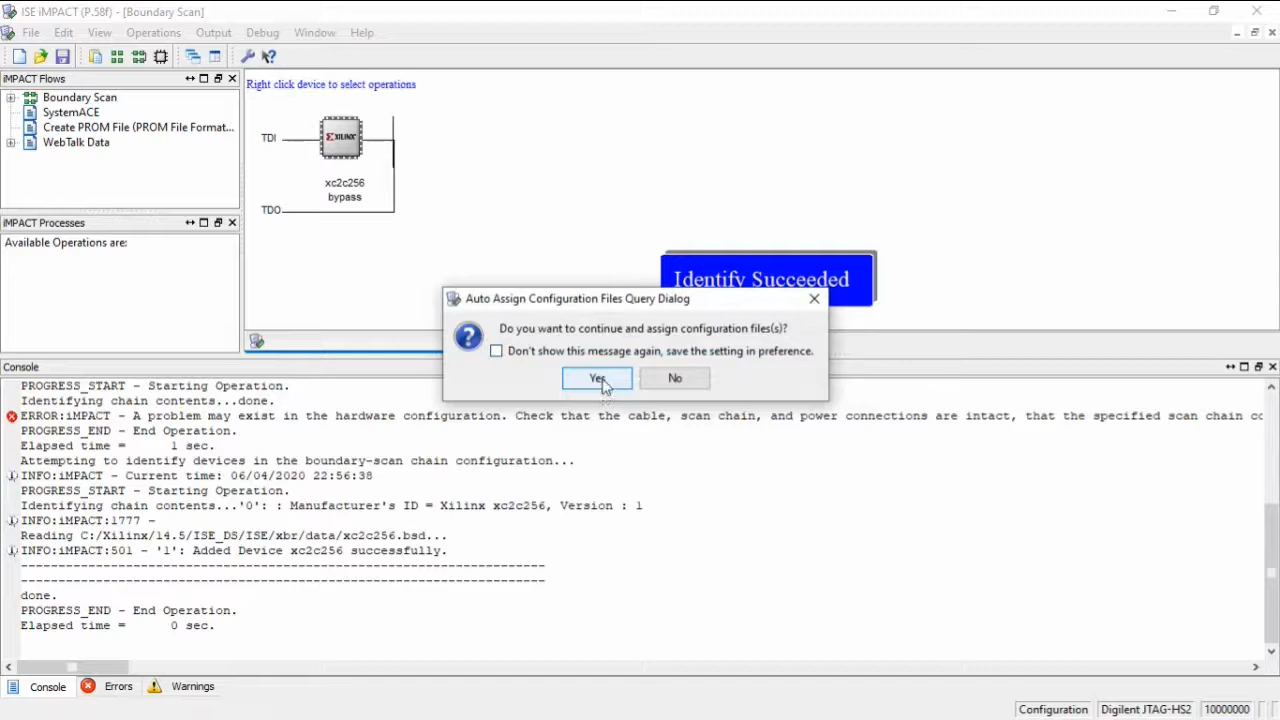 ISE iMPACT (P.58f) - [Boundary Scan]
File Edit View Operations Output Debug Window Help
iMPACT Flows
Boundary Scan
SystemACE
Create PROM File (PROM File Format...
WebTalk Data
iMPACT Processes
Available Operations are:
Right click device to select operations
TDI
XILINX
xc2c256
bypass
TDO
Identify Succeeded
Auto Assign Configuration Files Query Dialog
Do you want to continue and assign configuration files(s)?
Don't show this message again, save the setting in preference.
Yes No
Console
PROGRESS_START - Starting Operation.
Identifying chain contents...done.
ERROR:iMPACT - A problem may exist in the hardware configuration. Check that the cable, scan chain, and power connections are intact, that the specified scan chain co
PROGRESS_END - End Operation.
Elapsed time = 1 sec.
Attempting to identify devices in the boundary-scan chain configuration...
INFO:iMPACT - Current time: 06/04/2020 22:56:38
PROGRESS_START - Starting Operation.
Identifying chain contents...'0': : Manufacturer's ID = Xilinx xc2c256, Version : 1
INFO:iMPACT:1777 -
Reading C:/Xilinx/14.5/ISE_DS/ISE/xbr/data/xc2c256.bsd...
INFO:iMPACT:501 - '1': Added Device xc2c256 successfully.
----------------------------------------------------------------------
----------------------------------------------------------------------
done.
PROGRESS_END - End Operation.
Elapsed time = 0 sec.
Console Errors Warnings
Configuration Digilent JTAG-HS2 10000000